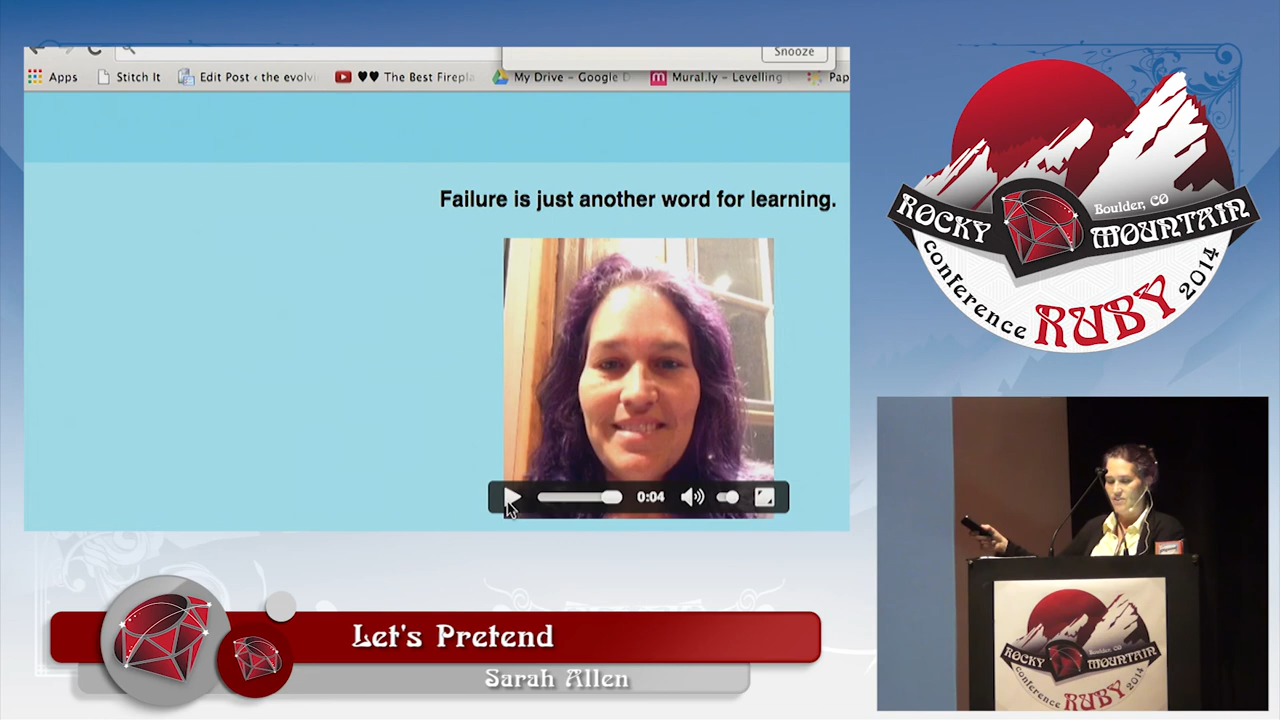 Snooze
Apps Stitch It Edit Post ‹ the evolvi ♥♥ The Best Firepla My Drive – Google D Mural.ly – Levelling Pap
Failure is just another word for learning.
0:04
Boulder, CO
ROCKY MOUNTAIN
conference RUBY 2014
Let's Pretend
Sarah Allen
Boulder, CO
ROCKY MOUNTAIN
conference RUBY 2014